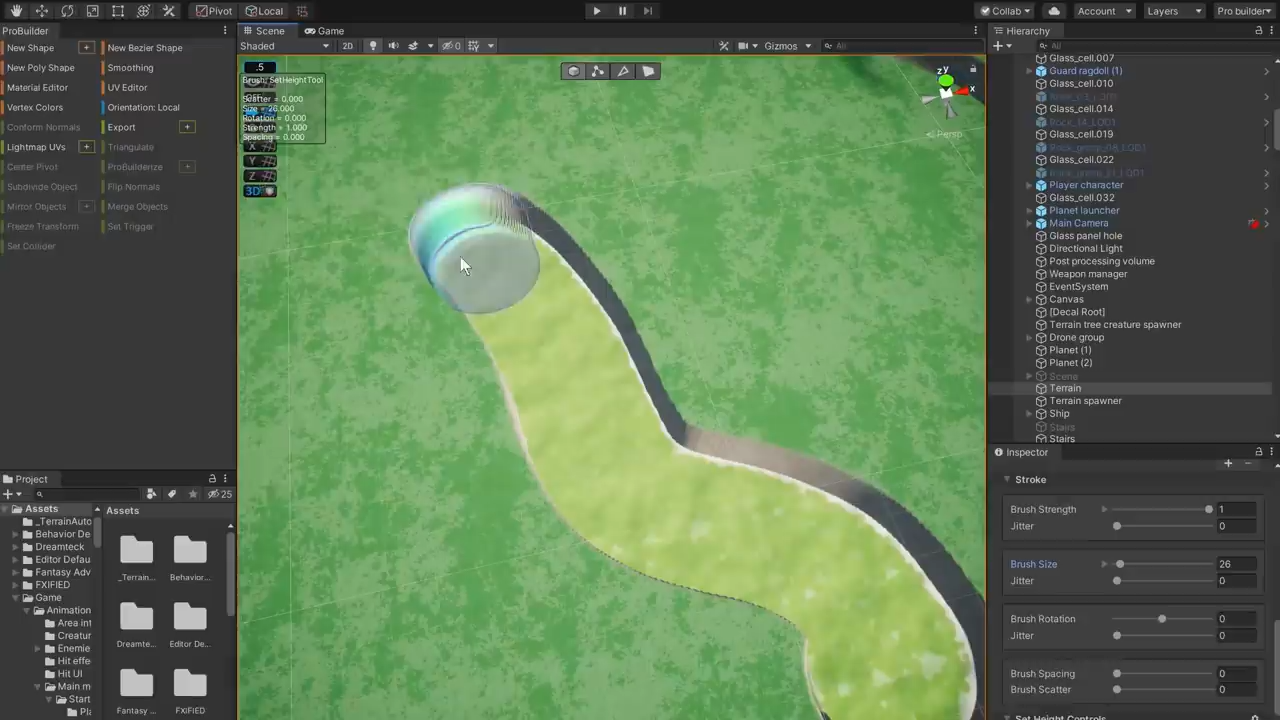 Pivot Local Collab Account Layers Pro builder
ProBuilder
New Shape New Bezier Shape
New Poly Shape Smoothing
Material Editor UV Editor
Vertex Colors Orientation: Local
Conform Normals Export
Lightmap UVs Triangulate
Center Pivot ProBuilderize
Subdivide Object Flip Normals
Mirror Objects Merge Objects
Freeze Transform Set Trigger
Set Collider
Scene Game
Shaded 2D 0 Gizmos All
.5
Brush: SetHeightTool
Scatter = 0.000
Size = 26.000
Rotation = 0.000
Strength = 1.000
Spacing = 0.000
X
Y
Z
3D
z y
x
Persp
Hierarchy
All
Glass_cell.007
Guard ragdoll (1)
Glass_cell.010
Glass_cell.014
Rock_14_LOD1
Glass_cell.019
Glass_cell.022
Player character
Glass_cell.032
Planet launcher
Main Camera
Glass panel hole
Directional Light
Post processing volume
Weapon manager
EventSystem
Canvas
[Decal Root]
Terrain tree creature spawner
Drone group
Planet (1)
Planet (2)
Scene
Terrain
Terrain spawner
Ship
Stairs
Stairs
Project
25
Assets
_TerrainAuto
Behavior De
Dreamteck
Editor Defau
Fantasy Adv
FXIFIED
Game
Animation
Area int
Creatur
Enemie
Hit effe
Hit UI
Main m
Start
Pla
Assets
_Terrain... Behavior...
Dreamte... Editor De...
Fantasy ... FXIFIED
Inspector
Stroke
Brush Strength 1
Jitter 0
Brush Size 26
Jitter 0
Brush Rotation 0
Jitter 0
Brush Spacing 0
Brush Scatter 0
Set Height Controls